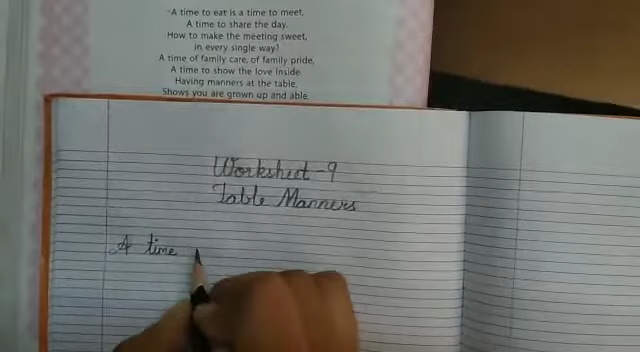 "A time to eat is a time to meet,
A time to share the day.
How to make the meeting sweet,
in every single way?
A time of family care, of family pride,
A time to show the love inside
Having manners at the table,
Shows you are grown up and able.
Worksheet-9
Table Manners
A time